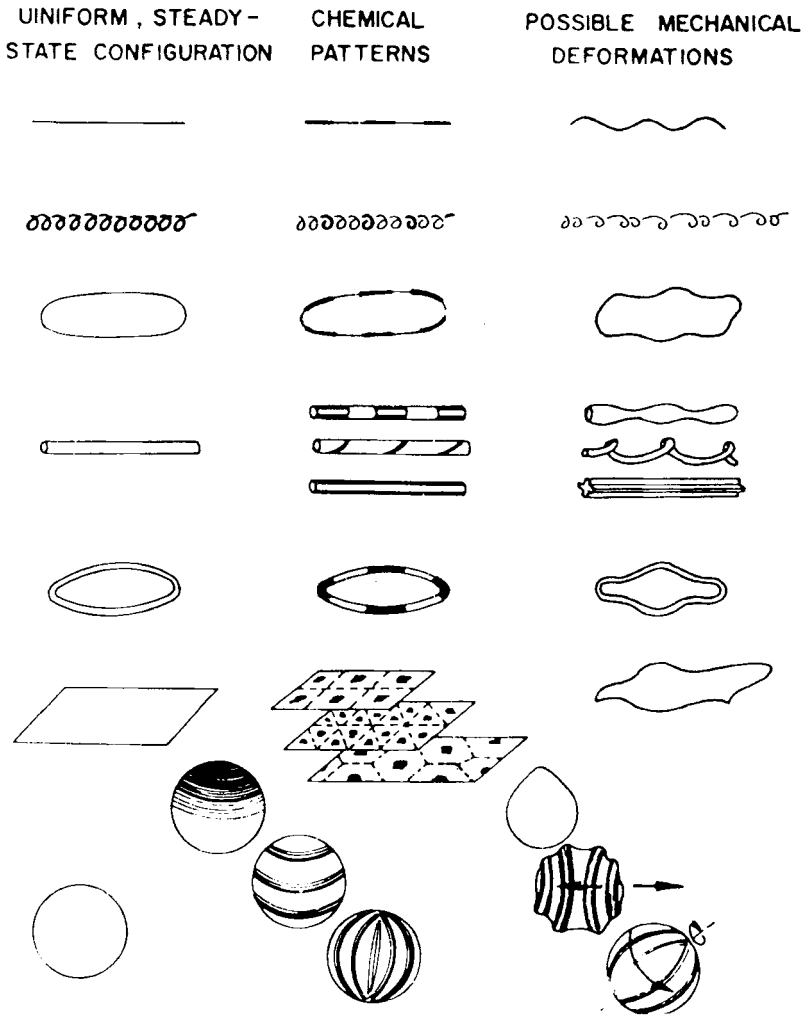 UINIFORM, STEADY-
STATE CONFIGURATION
CHEMICAL
PATTERNS
POSSIBLE MECHANICAL
DEFORMATIONS